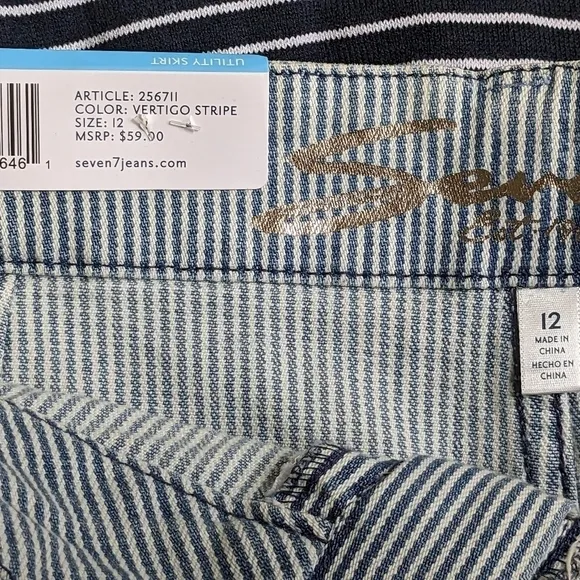 UTILITY SKIRT
ARTICLE: 256711
COLOR: VERTIGO STRIPE
SIZE: 12
MSRP: $59.00
646 1
seven7jeans.com
Seve
12
MADE IN
CHINA
HECHO EN
CHINA